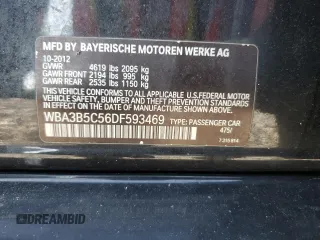 MFD BY BAYERISCHE MOTOREN WERKE AG
10-2012
GVWR 4619 lbs 2095 kg
GAWR FRONT 2194 lbs 995 kg
GAWR REAR 2535 lbs 1150 kg
THIS VEHICLE CONFORMS TO ALL APPLICABLE U.S. FEDERAL MOTOR
VEHICLE SAFETY, BUMPER, AND THEFT PREVENTION STANDARDS
IN EFFECT ON THE DATE OF MANUFACTURE SHOWN ABOVE.
WBA3B5C56DF593469 TYPE: PASSENGER CAR
475/
DREAMBID